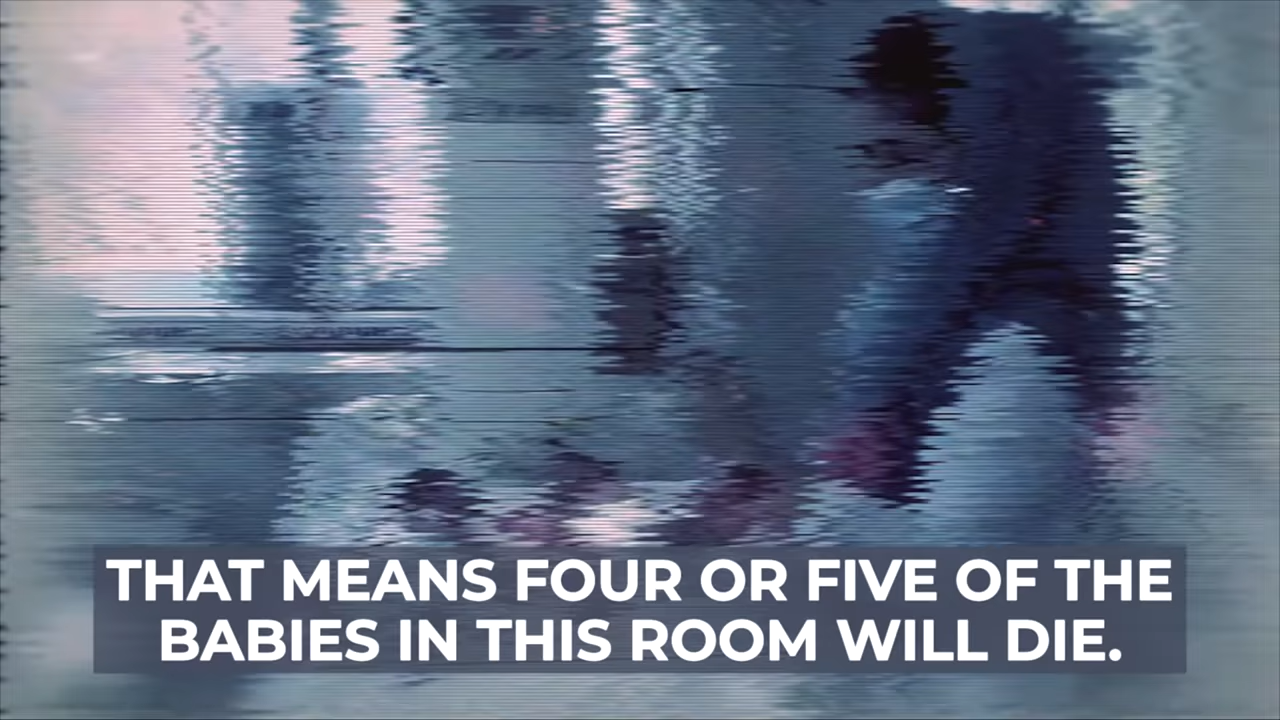 THAT MEANS FOUR OR FIVE OF THE
BABIES IN THIS ROOM WILL DIE.